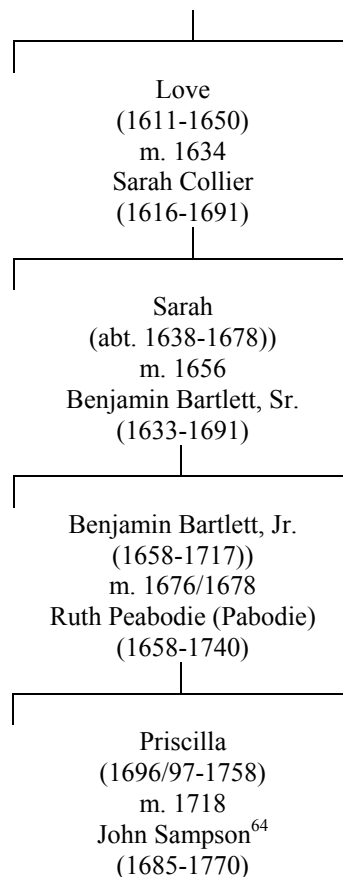 Love
(1611-1650)
m. 1634
Sarah Collier
(1616-1691)
Sarah
(abt. 1638-1678))
m. 1656
Benjamin Bartlett, Sr.
(1633-1691)
Benjamin Bartlett, Jr.
(1658-1717))
m. 1676/1678
Ruth Peabodie (Pabodie)
(1658-1740)
Priscilla
(1696/97-1758)
m. 1718
John Sampson64
(1685-1770)